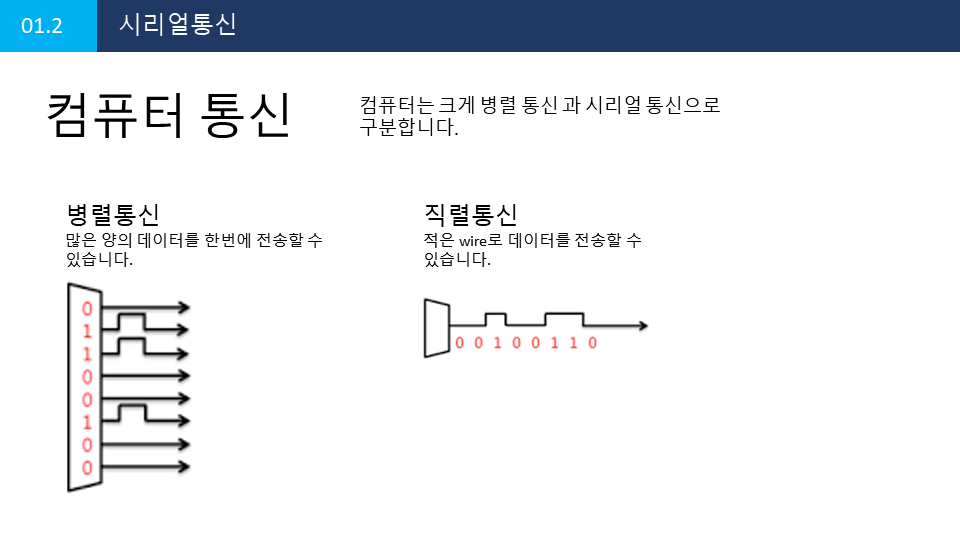 01.2
시리얼통신
컴퓨터 통신
컴퓨터는 크게 병렬 통신 과 시리얼 통신으로
구분합니다.
병렬통신
많은 양의 데이터를 한번에 전송할 수
있습니다.
0
1
1
0
0
1
0
0
직렬통신
적은 wire로 데이터를 전송할 수
있습니다.
0 0 1 0 0 1 1 0